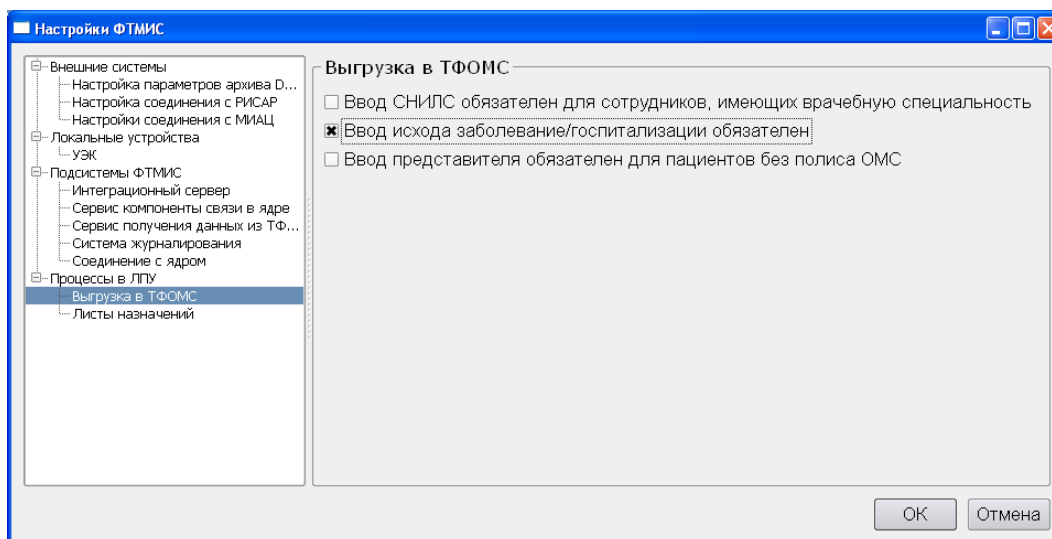 Настройки ФТМИС
Внешние системы
Настройка параметров архива D...
Настройка соединения с РИСАР
Настройки соединения с МИАЦ
Локальные устройства
УЭК
Подсистемы ФТМИС
Интеграционный сервер
Сервис компоненты связи в ядре
Сервис получения данных из ТФ...
Система журналирования
Соединение с ядром
Процессы в ЛПУ
Выгрузка в ТФОМС
Листы назначений
Выгрузка в ТФОМС
Ввод СНИЛС обязателен для сотрудников, имеющих врачебную специальность
Ввод исхода заболевание/госпитализации обязателен
Ввод представителя обязателен для пациентов без полиса ОМС
ОК
Отмена